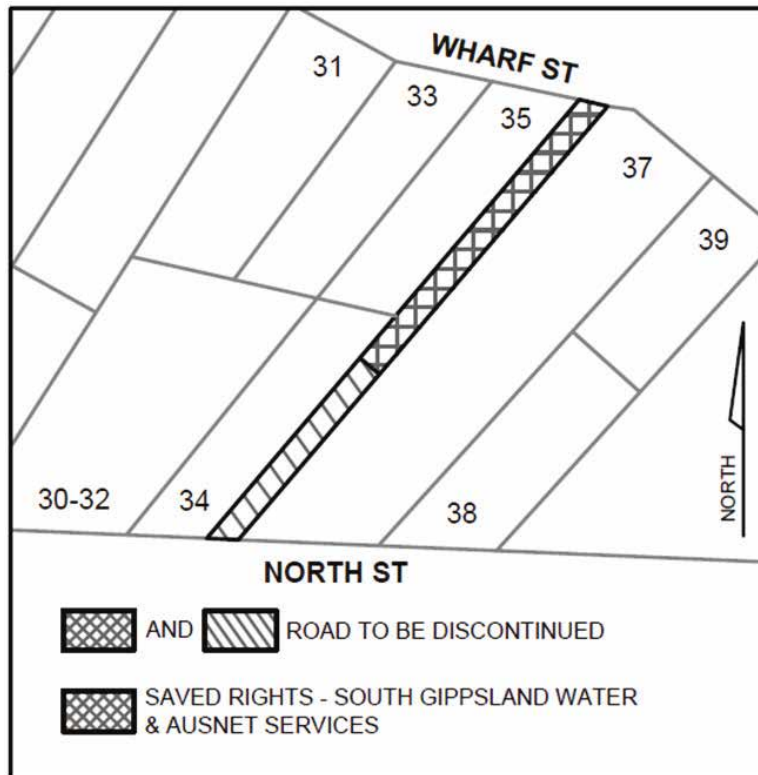 WHARF ST
31
33
35
37
39
30-32
34
38
NORTH
NORTH ST
AND ROAD TO BE DISCONTINUED
SAVED RIGHTS - SOUTH GIPPSLAND WATER
& AUSNET SERVICES